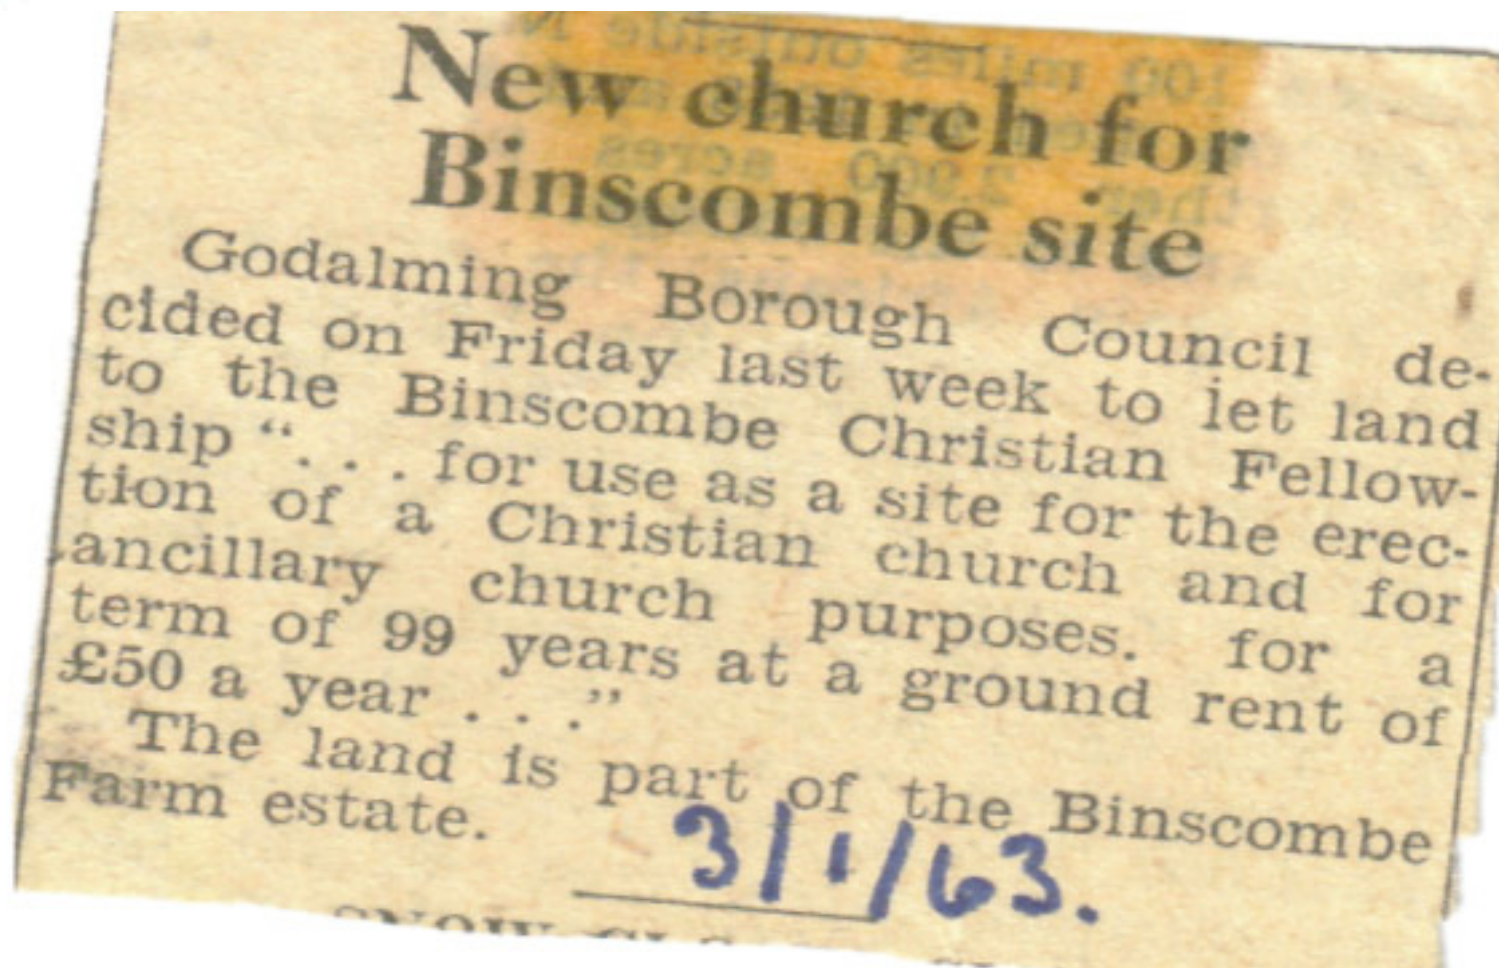 New church for
Binscombe site
Godalming Borough Council de-
cided on Friday last week to let land
to the Binscombe Christian Fellow-
ship “. . . for use as a site for the erec-
tion of a Christian church and for
ancillary church purposes. for a
term of 99 years at a ground rent of
£50 a year . . .”
The land is part of the Binscombe
Farm estate.
3/1/63.